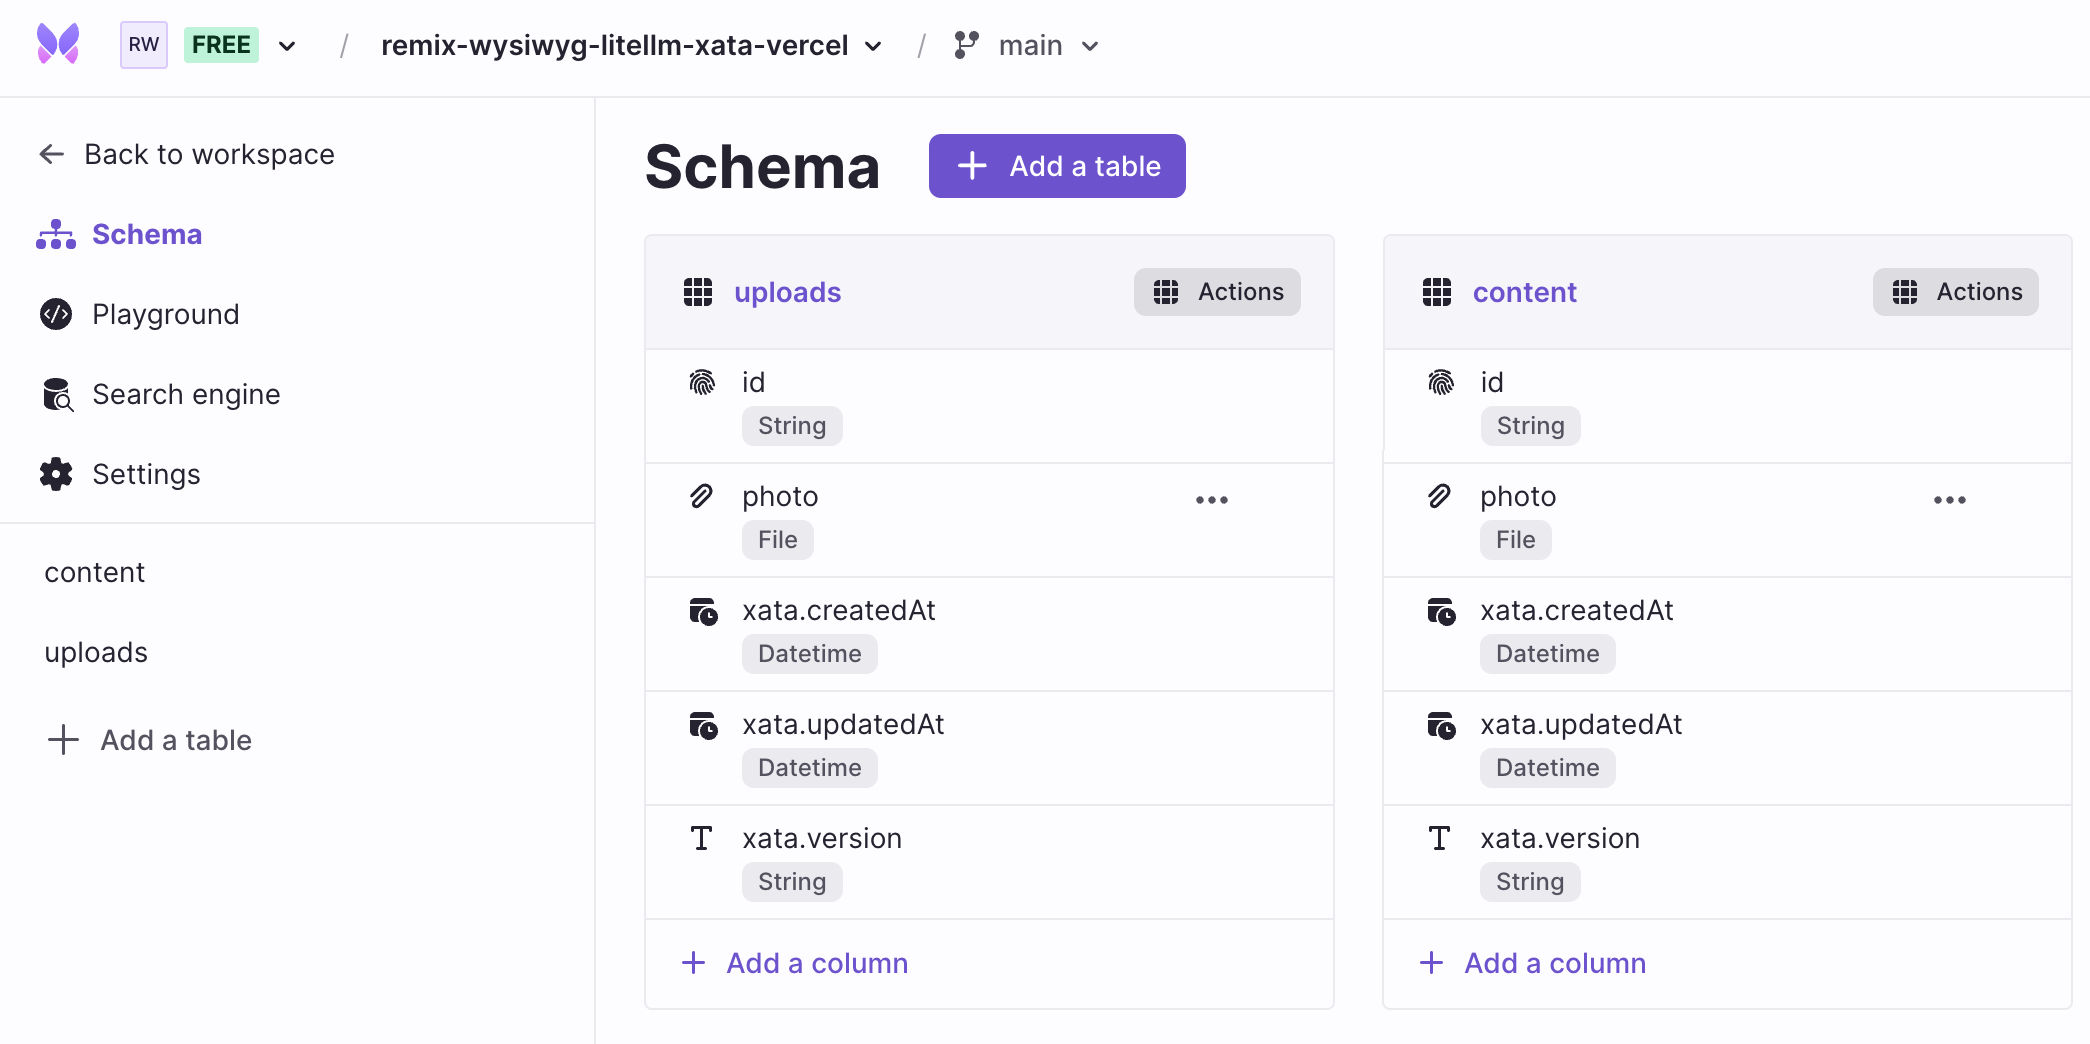 RW FREE / remix-wysiwyg-litellm-xata-vercel / main
Back to workspace
Schema
Playground
Search engine
Settings
content
uploads
Add a table
Schema
Add a table
uploads
Actions
id
String
photo
File
xata.createdAt
Datetime
xata.updatedAt
Datetime
xata.version
String
Add a column
content
Actions
id
String
photo
File
xata.createdAt
Datetime
xata.updatedAt
Datetime
xata.version
String
Add a column